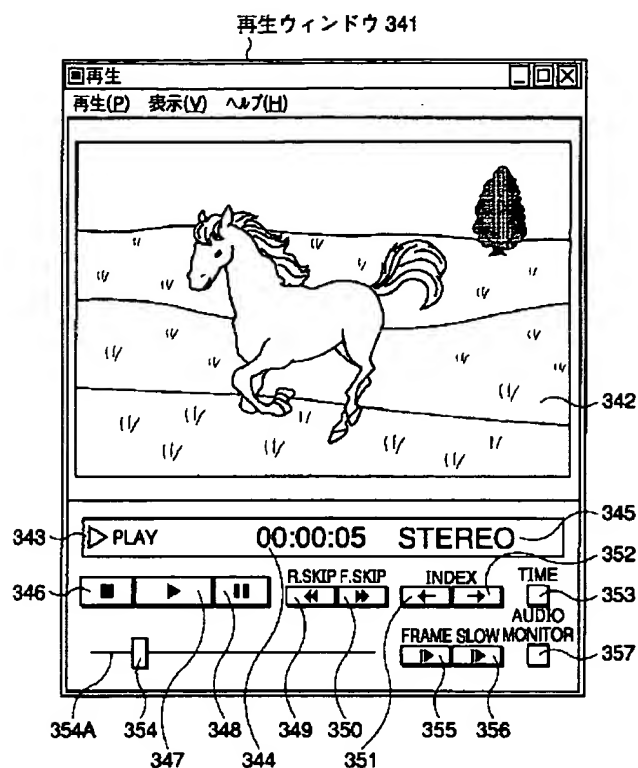 再生ウィンドウ 341
再生
再生(P) 表示(V) ヘルプ(H)
342
343
PLAY 00:00:05 STEREO
345
352
346
R.SKIP F.SKIP INDEX TIME
353
AUDIO
FRAME SLOW MONITOR
357
354A 354 348 349 350 355 356
347 344 351